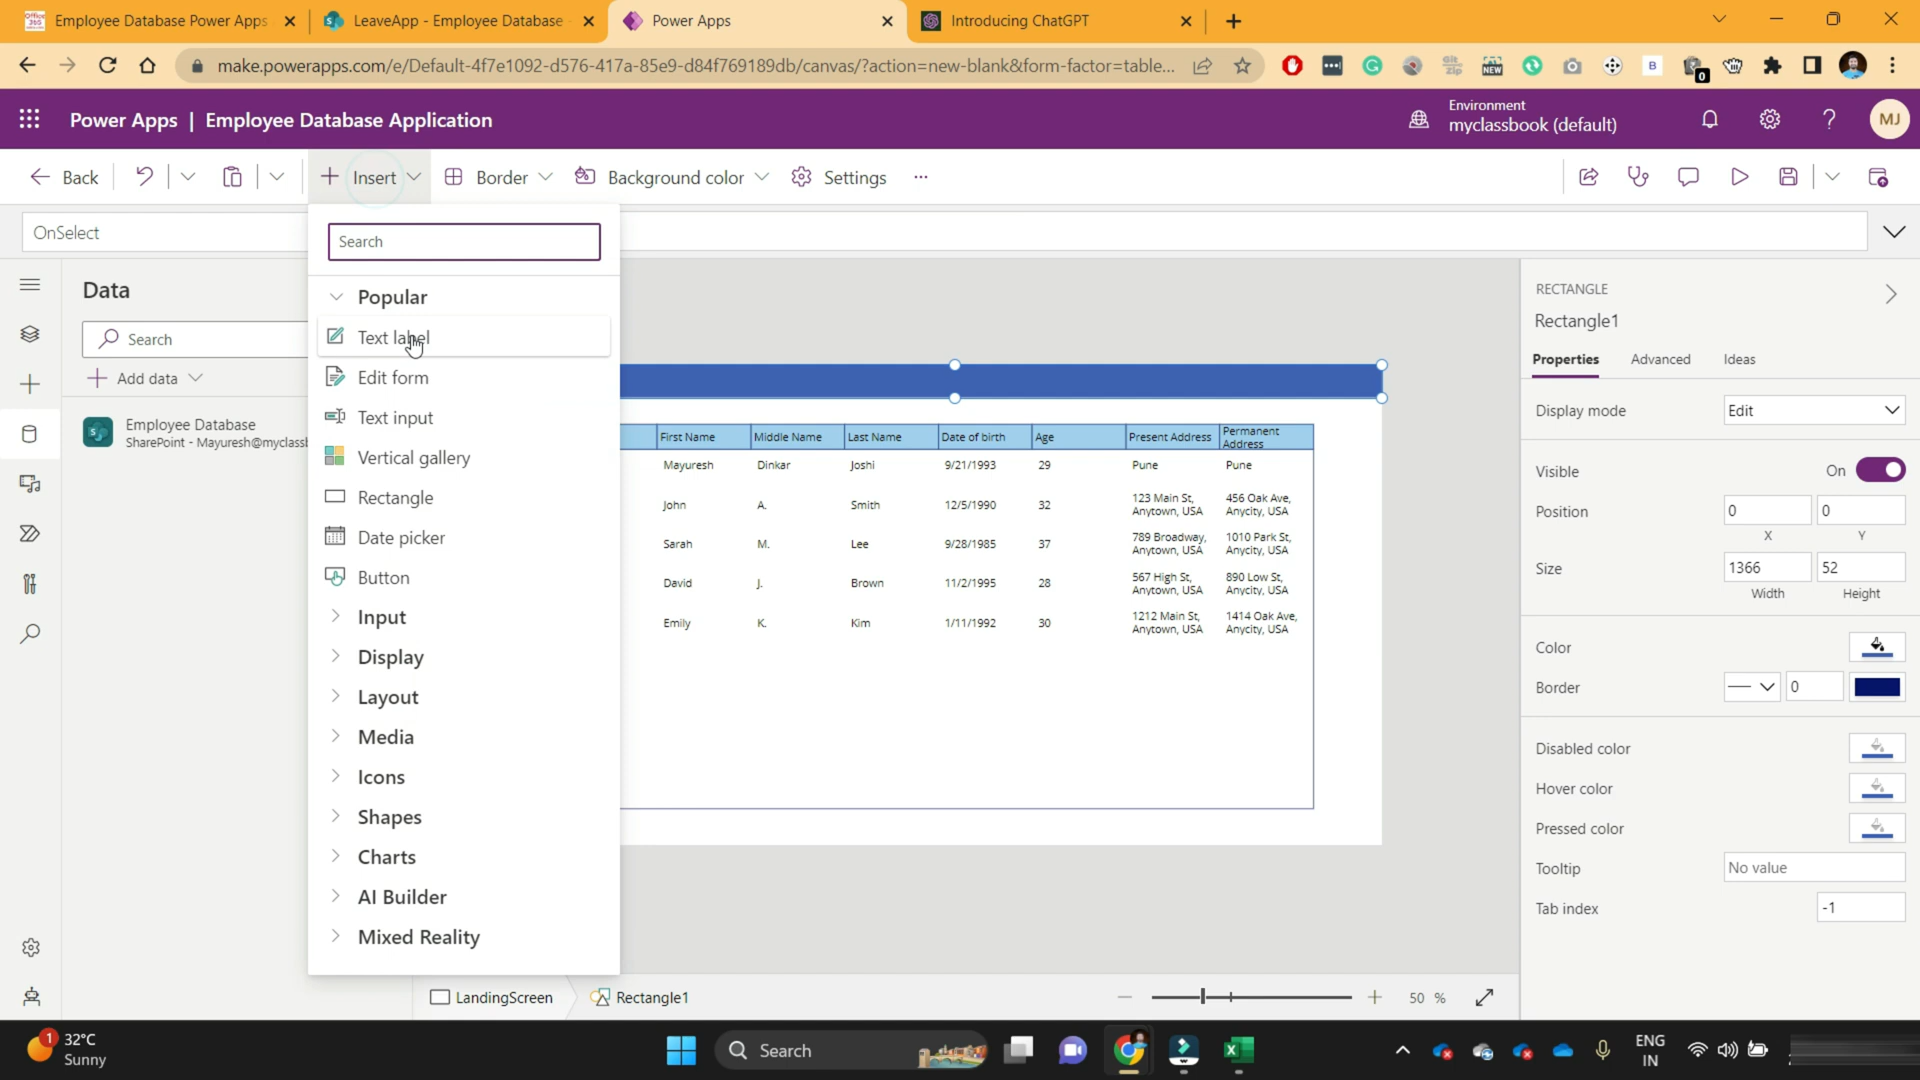 Employee Database Power Apps
LeaveApp - Employee Database -
Power Apps
Introducing ChatGPT
make.powerapps.com/e/Default-4f7e1092-d576-417a-85e9-d84f769189db/canvas/?action=new-blank&form-factor=table...
Power Apps | Employee Database Application
Environment
myclassbook (default)
MJ
Back
Insert
Border
Background color
Settings
OnSelect
Data
Search
Add data
Employee Database
SharePoint - Mayuresh@myclassb
Search
Popular
Text label
Edit form
Text input
Vertical gallery
Rectangle
Date picker
Button
Input
Display
Layout
Media
Icons
Shapes
Charts
AI Builder
Mixed Reality
First Name Middle Name Last Name Date of birth Age Present Address Permanent Address
Mayuresh Dinkar Joshi 9/21/1993 29 Pune Pune
John A. Smith 12/5/1990 32 123 Main St, Anytown, USA 456 Oak Ave, Anycity, USA
Sarah M. Lee 9/28/1985 37 789 Broadway, Anytown, USA 1010 Park St, Anycity, USA
David J. Brown 11/2/1995 28 567 High St, Anytown, USA 890 Low St, Anycity, USA
Emily K. Kim 1/11/1992 30 1212 Main St, Anytown, USA 1414 Oak Ave, Anycity, USA
RECTANGLE
Rectangle1
Properties Advanced Ideas
Display mode Edit
Visible On
Position 0 0
X Y
Size 1366 52
Width Height
Color
Border 0
Disabled color
Hover color
Pressed color
Tooltip No value
Tab index -1
LandingScreen Rectangle1
50 %
1
32°C
Sunny
Search
ENG
IN